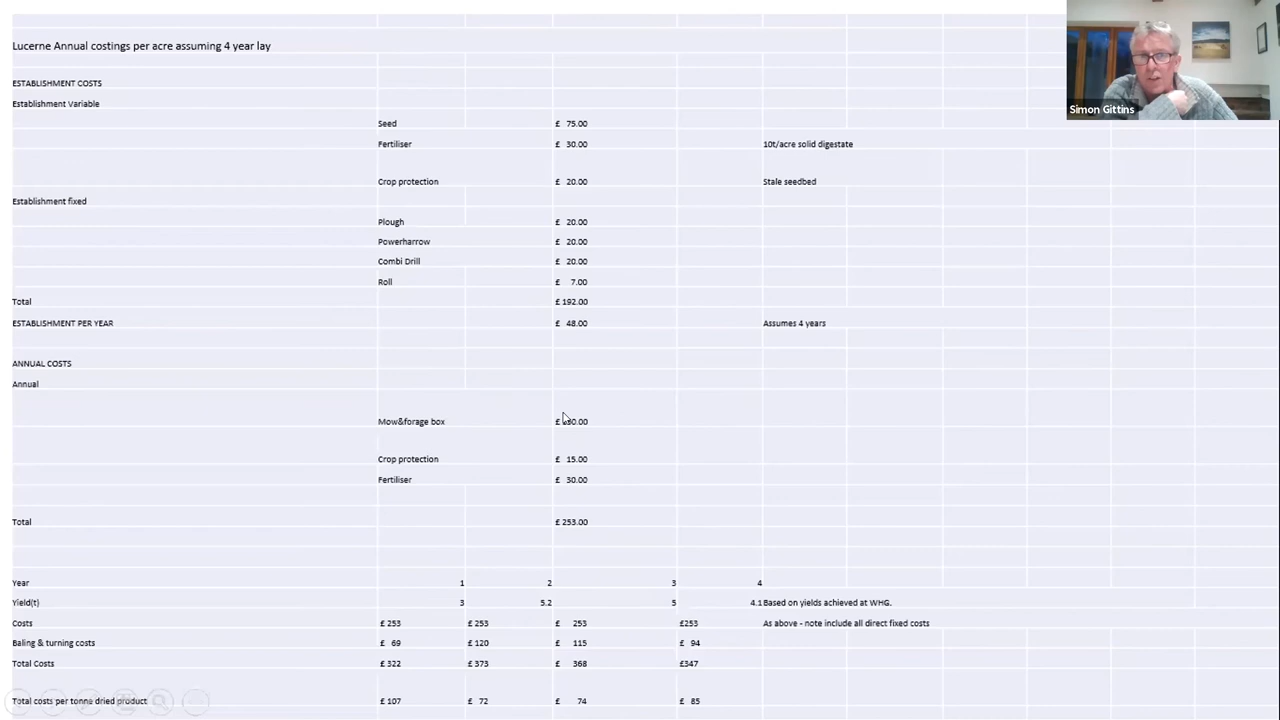 Lucerne Annual costings per acre assuming 4 year lay
Simon Gittins
ESTABLISHMENT COSTS
Establishment Variable
Seed £ 75.00
Fertiliser £ 30.00 10t/acre solid digestate
Crop protection £ 20.00 Stale seedbed
Establishment fixed
Plough £ 20.00
Powerharrow £ 20.00
Combi Drill £ 20.00
Roll £ 7.00
Total £ 192.00
ESTABLISHMENT PER YEAR £ 48.00 Assumes 4 years
ANNUAL COSTS
Annual
Mow&forage box £
Crop protection £ 15.00
Fertiliser £ 30.00
Total £ 253.00
Year 1 2 3 4
Yield(t) 3 5.2 5 4.1 Based on yields achieved at WHG.
Costs £ 253 £ 253 £ 253 £253 As above - note include all direct fixed costs
Baling & turning costs £ 69 £ 120 £ 115 £ 94
Total Costs £ 322 £ 373 £ 368 £347
Total costs per tonne dried product £ 107 £ 72 £ 74 £ 85